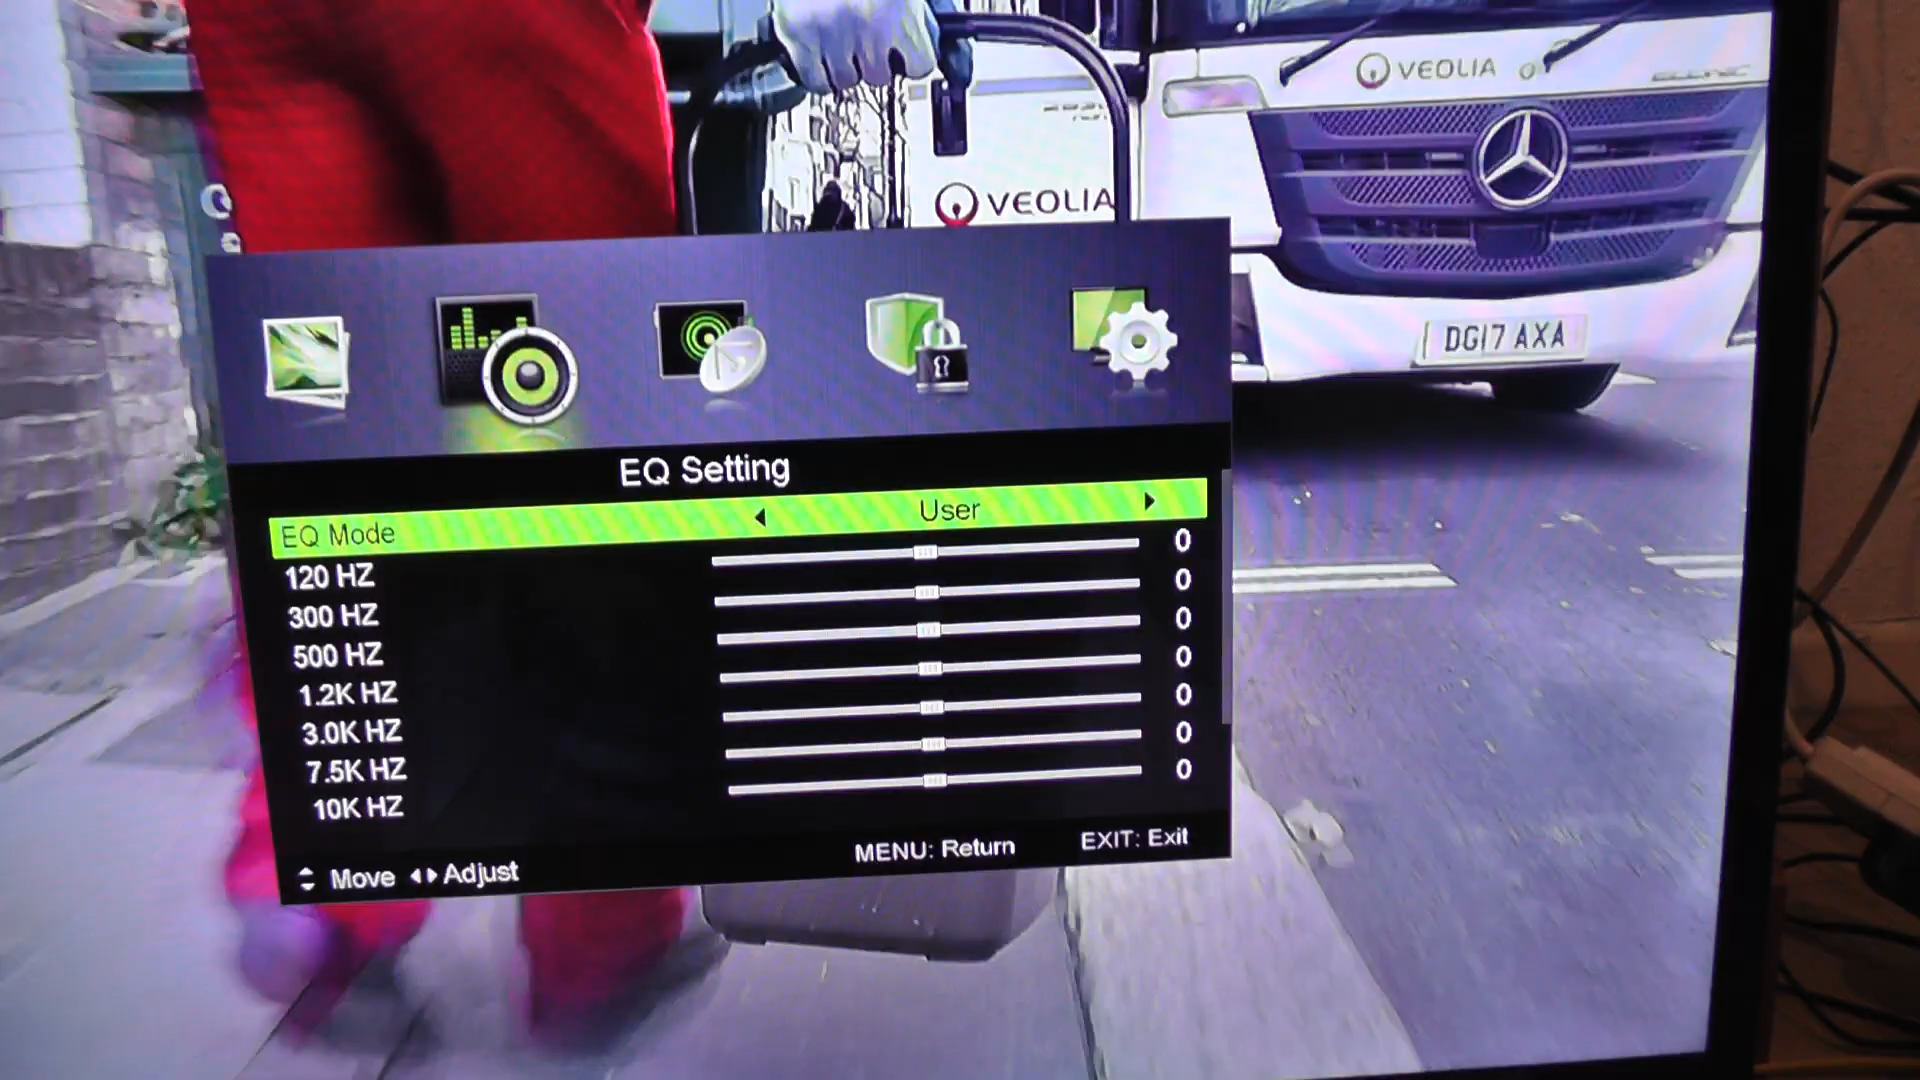 VEOLIA
VEOLIA
DG17 AXA
EQ Setting
EQ Mode User
120 HZ 0
300 HZ 0
500 HZ 0
1.2K HZ 0
3.0K HZ 0
7.5K HZ 0
10K HZ 0
Move Adjust MENU: Return EXIT: Exit